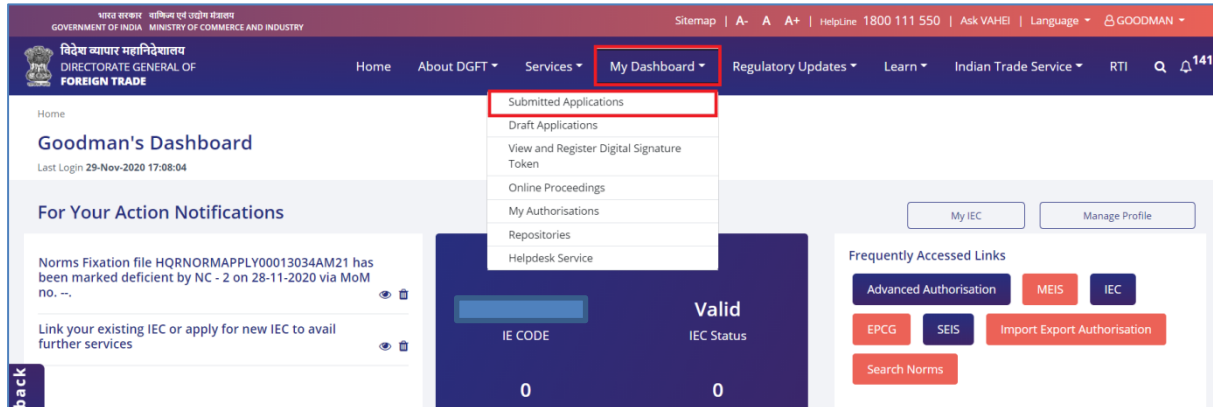 भारत सरकार वाणिज्य एवं उद्योग मंत्रालय
GOVERNMENT OF INDIA MINISTRY OF COMMERCE AND INDUSTRY
Sitemap | A- A A+ | HelpLine 1800 111 550 | Ask VAHEI | Language GOODMAN
विदेश व्यापार महानिदेशालय
DIRECTORATE GENERAL OF
FOREIGN TRADE
Home About DGFT Services My Dashboard Regulatory Updates Learn Indian Trade Service RTI 141
Submitted Applications
Draft Applications
View and Register Digital Signature
Token
Online Proceedings
My Authorisations
Repositories
Helpdesk Service
Home
Goodman's Dashboard
Last Login 29-Nov-2020 17:08:04
For Your Action Notifications
My IEC Manage Profile
Norms Fixation file HQRNORMAPPLY00013034AM21 has
been marked deficient by NC - 2 on 28-11-2020 via MoM
no. --.
Link your existing IEC or apply for new IEC to avail
further services
IE CODE
Valid
IEC Status
0 0
Frequently Accessed Links
Advanced Authorisation MEIS IEC
EPCG SEIS Import Export Authorisation
Search Norms
back